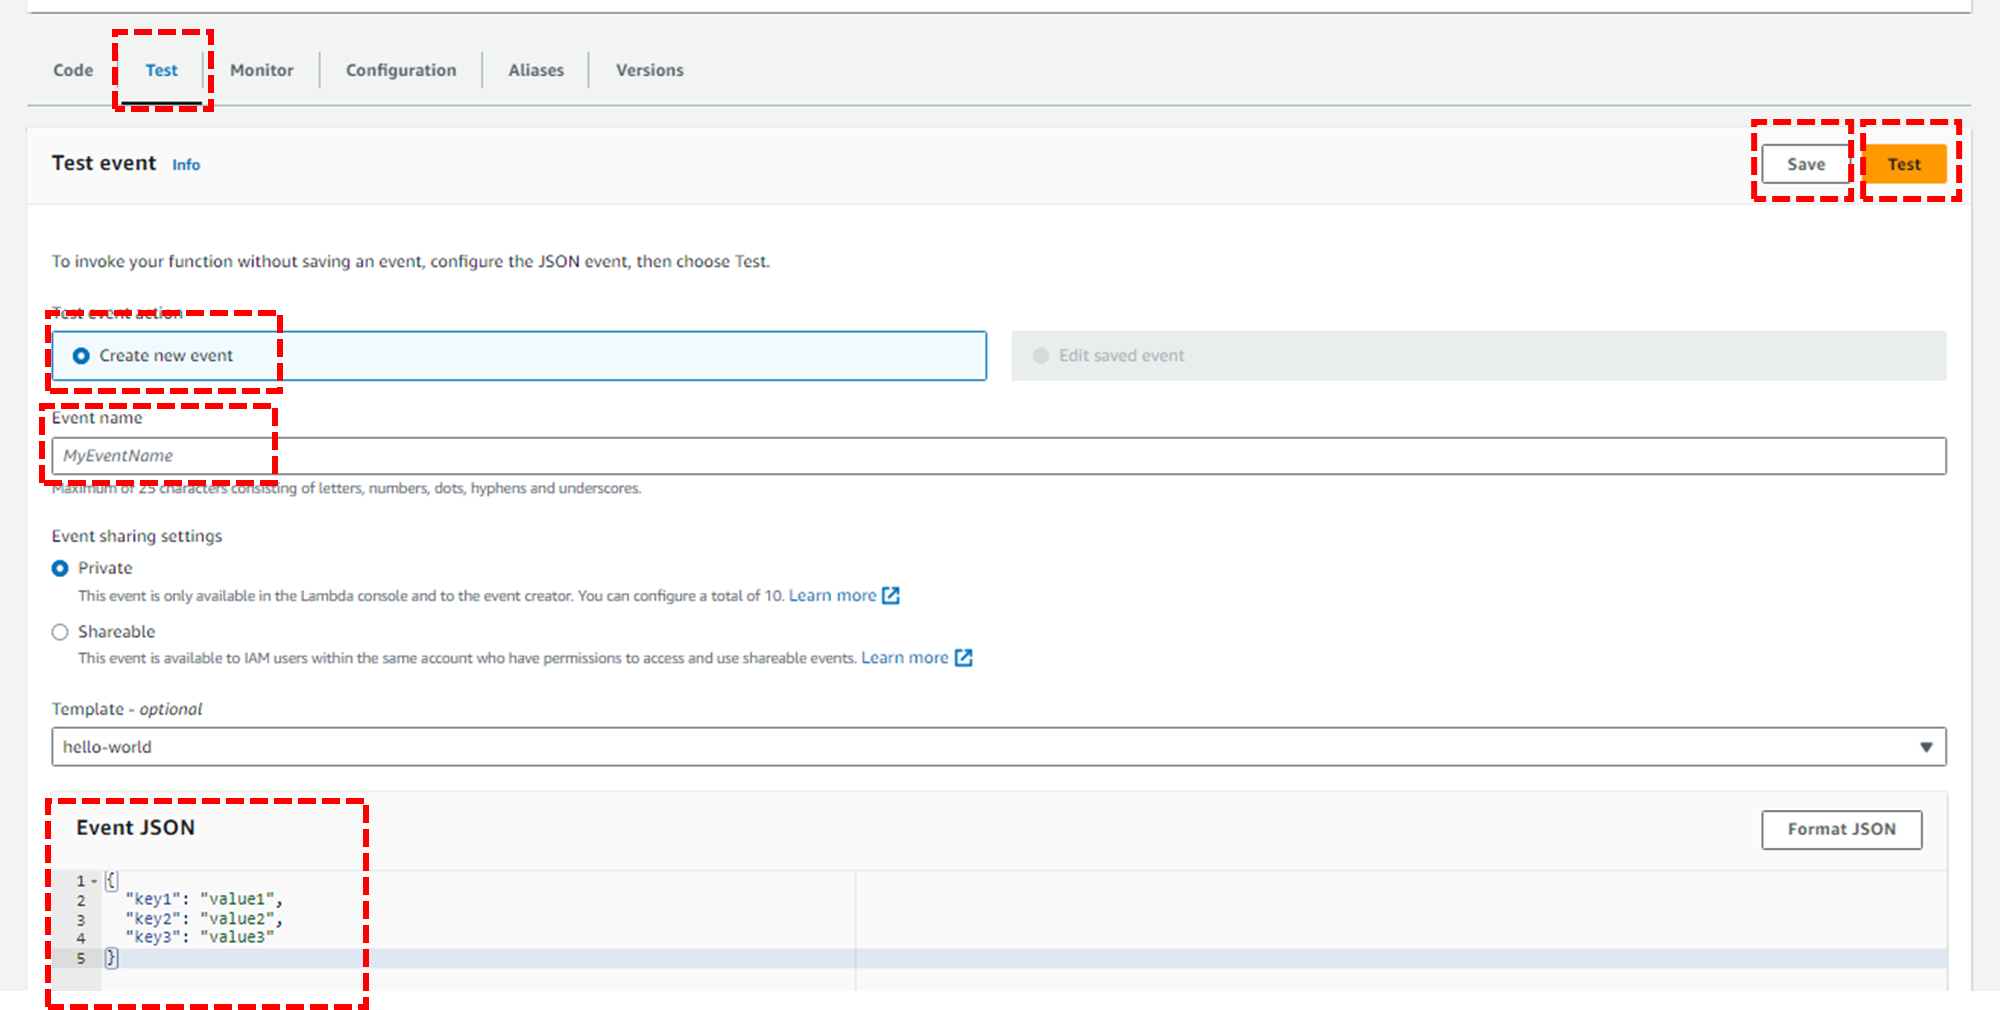 Code Test Monitor Configuration Aliases Versions
Test event Info Save Test
To invoke your function without saving an event, configure the JSON event, then choose Test.
Test event action
Create new event Edit saved event
Event name
MyEventName
Maximum of 25 characters consisting of letters, numbers, dots, hyphens and underscores.
Event sharing settings
Private
This event is only available in the Lambda console and to the event creator. You can configure a total of 10. Learn more
Shareable
This event is available to IAM users within the same account who have permissions to access and use shareable events. Learn more
Template - optional
hello-world
Event JSON Format JSON
1 {
2 "key1": "value1",
3 "key2": "value2",
4 "key3": "value3"
5 }